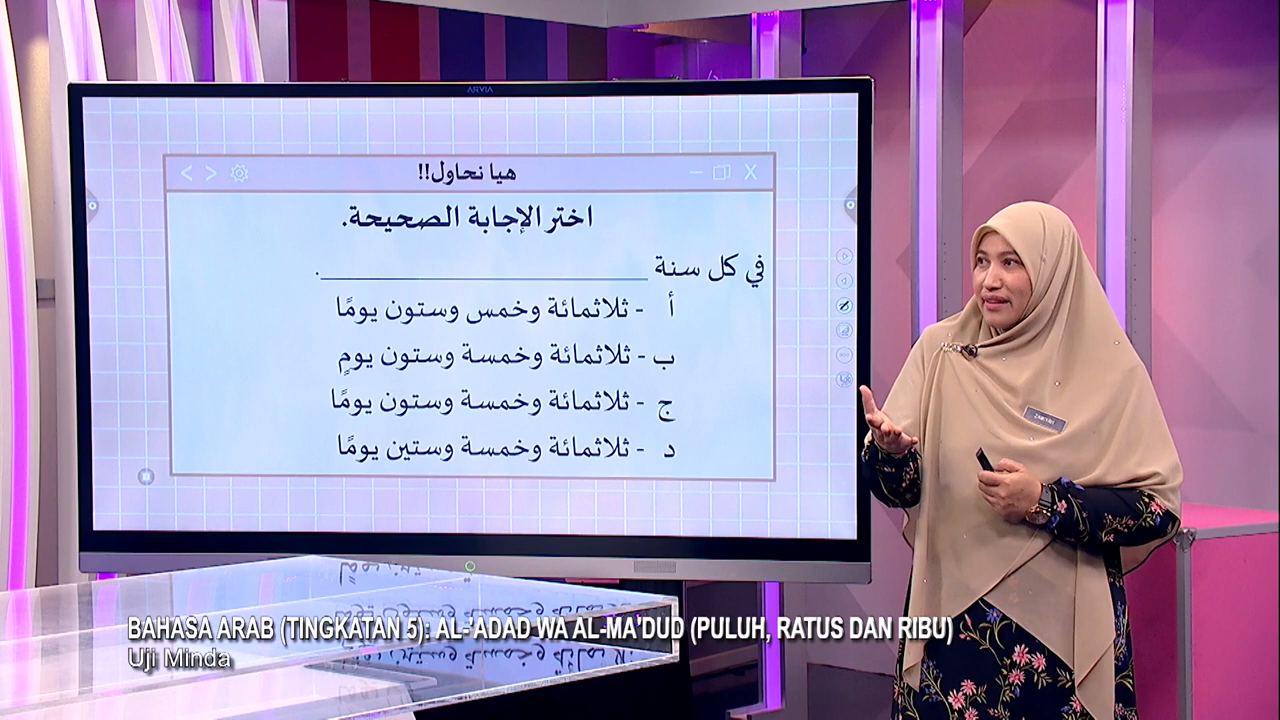 ARVIA
هيا نحاول!!
اختر الإجابة الصحيحة.
في كل سنة ______________________.
أ - ثلاثمائة وخمس وستون يومًا
ب - ثلاثمائة وخمسة وستون يومٍ
ج - ثلاثمائة وخمسة وستون يومًا
د - ثلاثمائة وخمسة وستين يومًا
BAHASA ARAB (TINGKATAN 5): AL-'ADAD WA AL-MA'DUD (PULUH, RATUS DAN RIBU)
Uji Minda